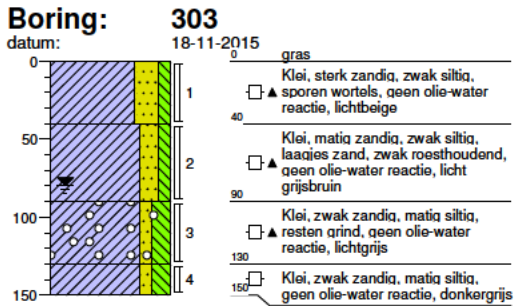 Boring: 303
datum: 18-11-2015
0
50
100
150
1
2
3
4
0
gras
Klei, sterk zandig, zwak siltig,
sporen wortels, geen olie-water
reactie, lichtbeige
40
Klei, matig zandig, zwak siltig,
laagjes zand, zwak roesthoudend,
geen olie-water reactie, licht
grijsbruin
90
Klei, zwak zandig, matig siltig,
resten grind, geen olie-water
reactie, lichtgrijs
130
Klei, zwak zandig, matig siltig,
150
geen olie-water reactie, donkergrijs